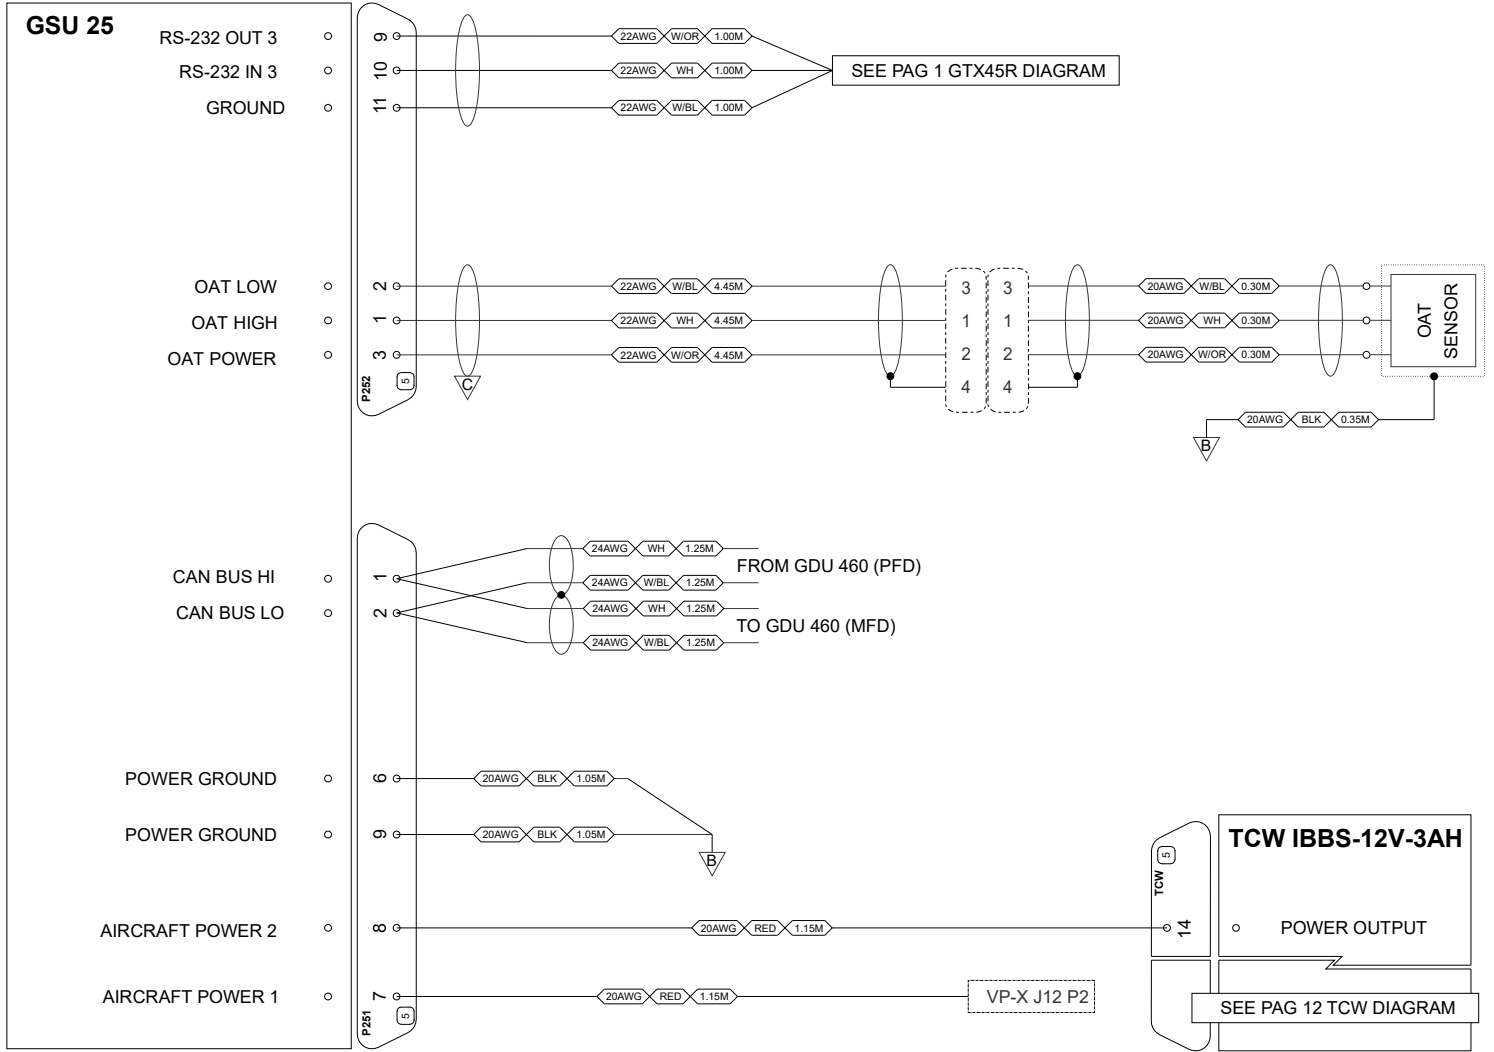 GSU 25
RS-232 OUT 3 9 22AWG W/OR 1.00M
RS-232 IN 3 10 22AWG WH 1.00M SEE PAG 1 GTX45R DIAGRAM
GROUND 11 22AWG W/BL 1.00M
OAT LOW 2 22AWG W/BL 4.45M 3 3 20AWG W/BL 0.30M
OAT HIGH 1 22AWG WH 4.45M 1 1 20AWG WH 0.30M
OAT SENSOR
OAT POWER 3 22AWG W/OR 4.45M 2 2 20AWG W/OR 0.30M
P252 5 C 4 4
20AWG BLK 0.35M
B
24AWG WH 1.25M
FROM GDU 460 (PFD)
CAN BUS HI 1 24AWG W/BL 1.25M
CAN BUS LO 2 24AWG WH 1.25M
TO GDU 460 (MFD)
24AWG W/BL 1.25M
POWER GROUND 6 20AWG BLK 1.05M
POWER GROUND 9 20AWG BLK 1.05M
B
TCW 5 TCW IBBS-12V-3AH
AIRCRAFT POWER 2 8 20AWG RED 1.15M 14 POWER OUTPUT
AIRCRAFT POWER 1 7 20AWG RED 1.15M VP-X J12 P2
P251 5 SEE PAG 12 TCW DIAGRAM